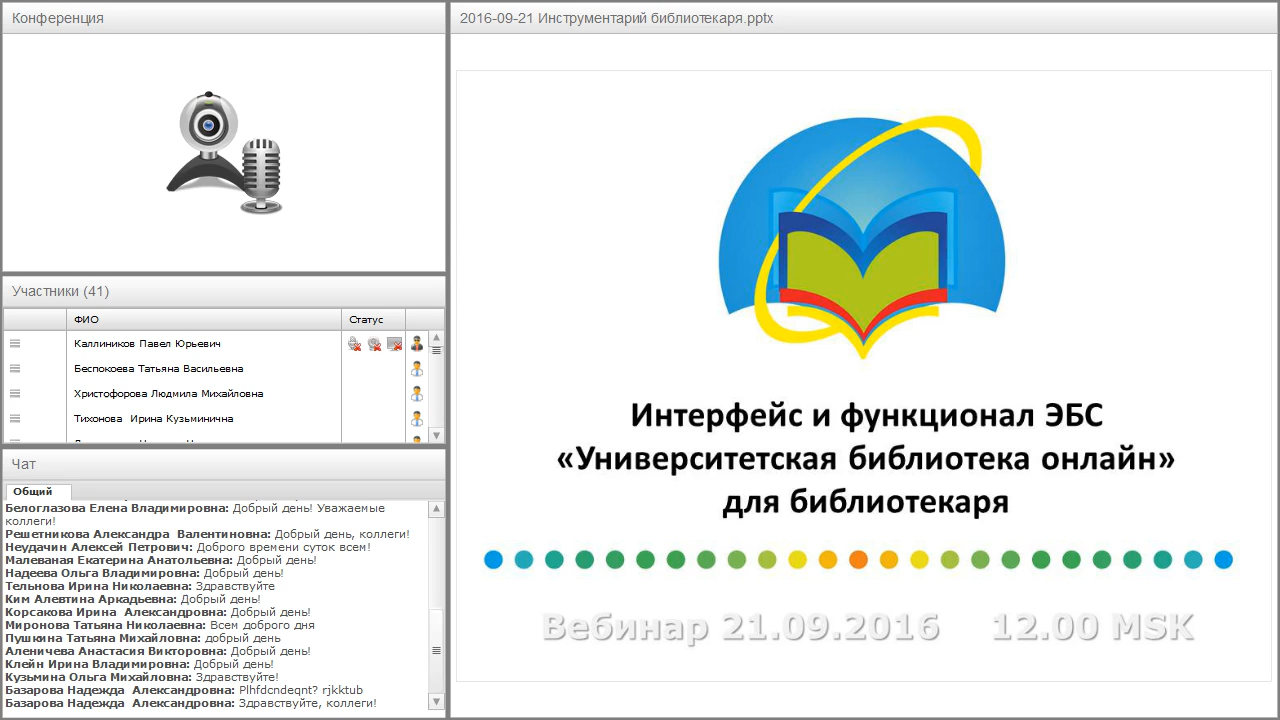 Конференция
2016-09-21 Инструментарий библиотекаря.pptx
Участники (41)
ФИО Статус
Каллиников Павел Юрьевич
Беспокоева Татьяна Васильевна
Христофорова Людмила Михайловна
Тихонова Ирина Кузьминична
Чат
Общий
Белоглазова Елена Владимировна: Добрый день! Уважаемые
коллеги!
Решетникова Александра Валентиновна: Добрый день, коллеги!
Неудачин Алексей Петрович: Доброго времени суток всем!
Малеваная Екатерина Анатольевна: Добрый день!
Надеева Ольга Владимировна: Добрый день!
Тельнова Ирина Николаевна: Здравствуйте
Ким Алевтина Аркадьевна: Добрый день!
Корсакова Ирина Александровна: Добрый день!
Миронова Татьяна Николаевна: Всем доброго дня
Пушкина Татьяна Михайловна: добрый день
Аленичева Анастасия Викторовна: Добрый день!
Клейн Ирина Владимировна: Добрый день!
Кузьмина Ольга Михайловна: Здравствуйте!
Базарова Надежда Александровна: Plhfdcndeqnt? rjkktub
Базарова Надежда Александровна: Здравствуйте, коллеги!
Интерфейс и функционал ЭБС
«Университетская библиотека онлайн»
для библиотекаря
Вебинар 21.09.2016 12.00 MSK